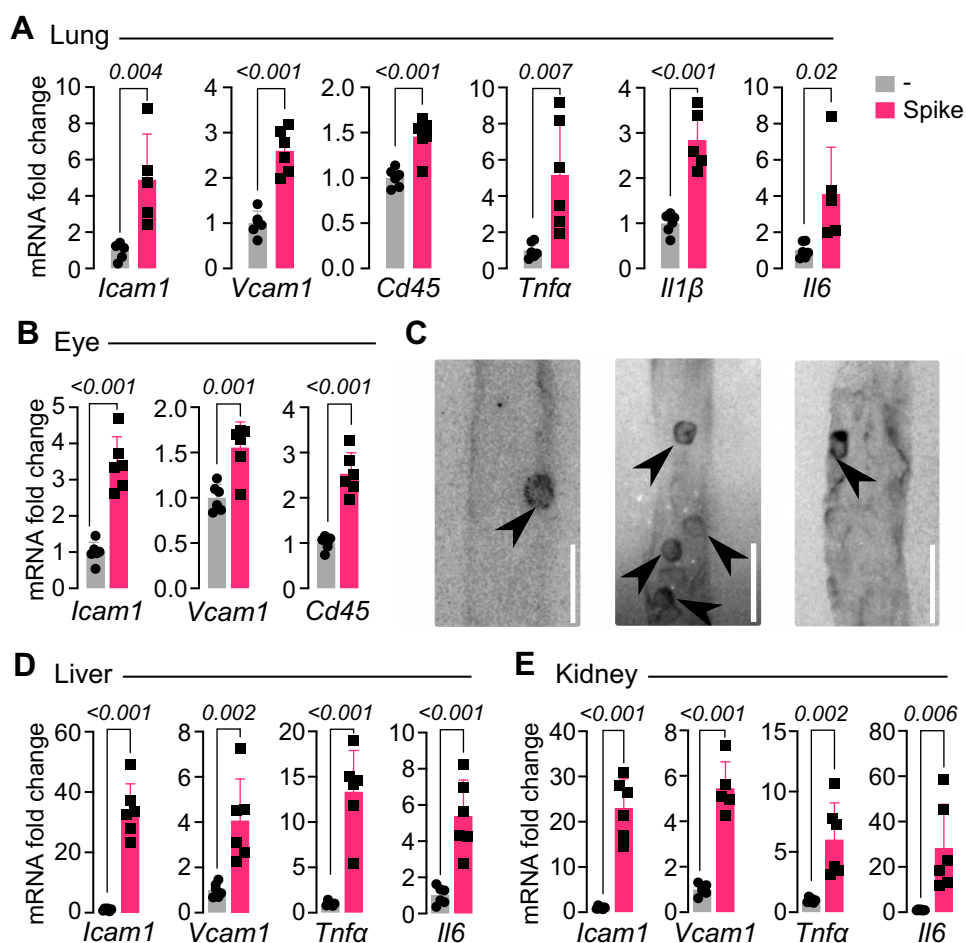 A Lung
0.004 <0.001 <0.001 0.007 <0.001 0.02
mRNA fold change
10 8 6 4 2 0
4 3 2 1 0
2.0 1.5 1.0 0.5 0.0
10 8 6 4 2 0
4 3 2 1 0
10 8 6 4 2 0
-
Spike
Icam1 Vcam1 Cd45 Tnfα Il1β Il6
B Eye
<0.001 0.001 <0.001
mRNA fold change
5 4 3 2 1 0
2.0 1.5 1.0 0.5 0.0
4 3 2 1 0
Icam1 Vcam1 Cd45
C
D Liver
<0.001 0.002 <0.001 <0.001
mRNA fold change
60 40 20 0
8 6 4 2 0
20 15 10 5 0
10 8 6 4 2 0
Icam1 Vcam1 Tnfα Il6
E Kidney
<0.001 <0.001 0.002 0.006
mRNA fold change
40 30 20 10 0
8 6 4 2 0
15 10 5 0
80 60 40 20 0
Icam1 Vcam1 Tnfα Il6